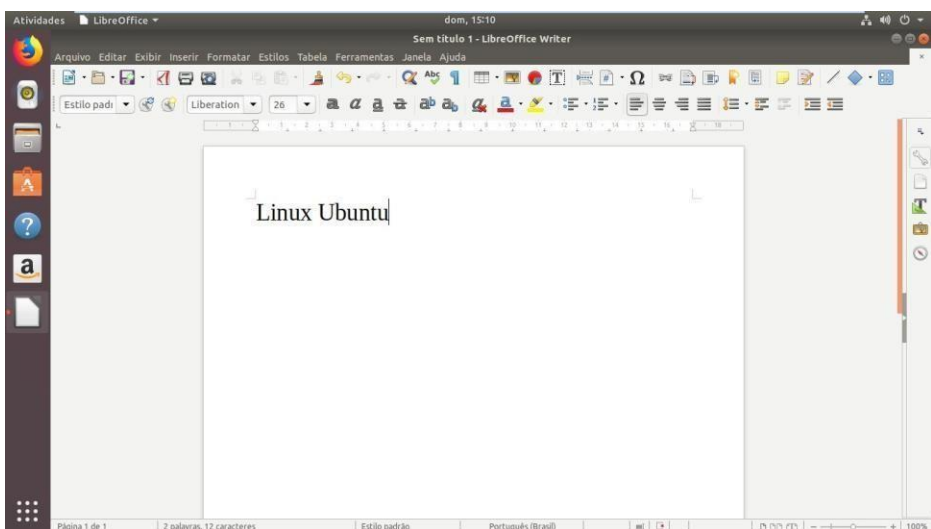 Atividades LibreOffice dom, 15:10
Sem título 1 - LibreOffice Writer
Arquivo Editar Exibir Inserir Formatar Estilos Tabela Ferramentas Janela Ajuda
Estilo padr Liberation 26
Linux Ubuntu
Página 1 de 1 2 palavras, 12 caracteres Estilo padrão Português (Brasil) 100%